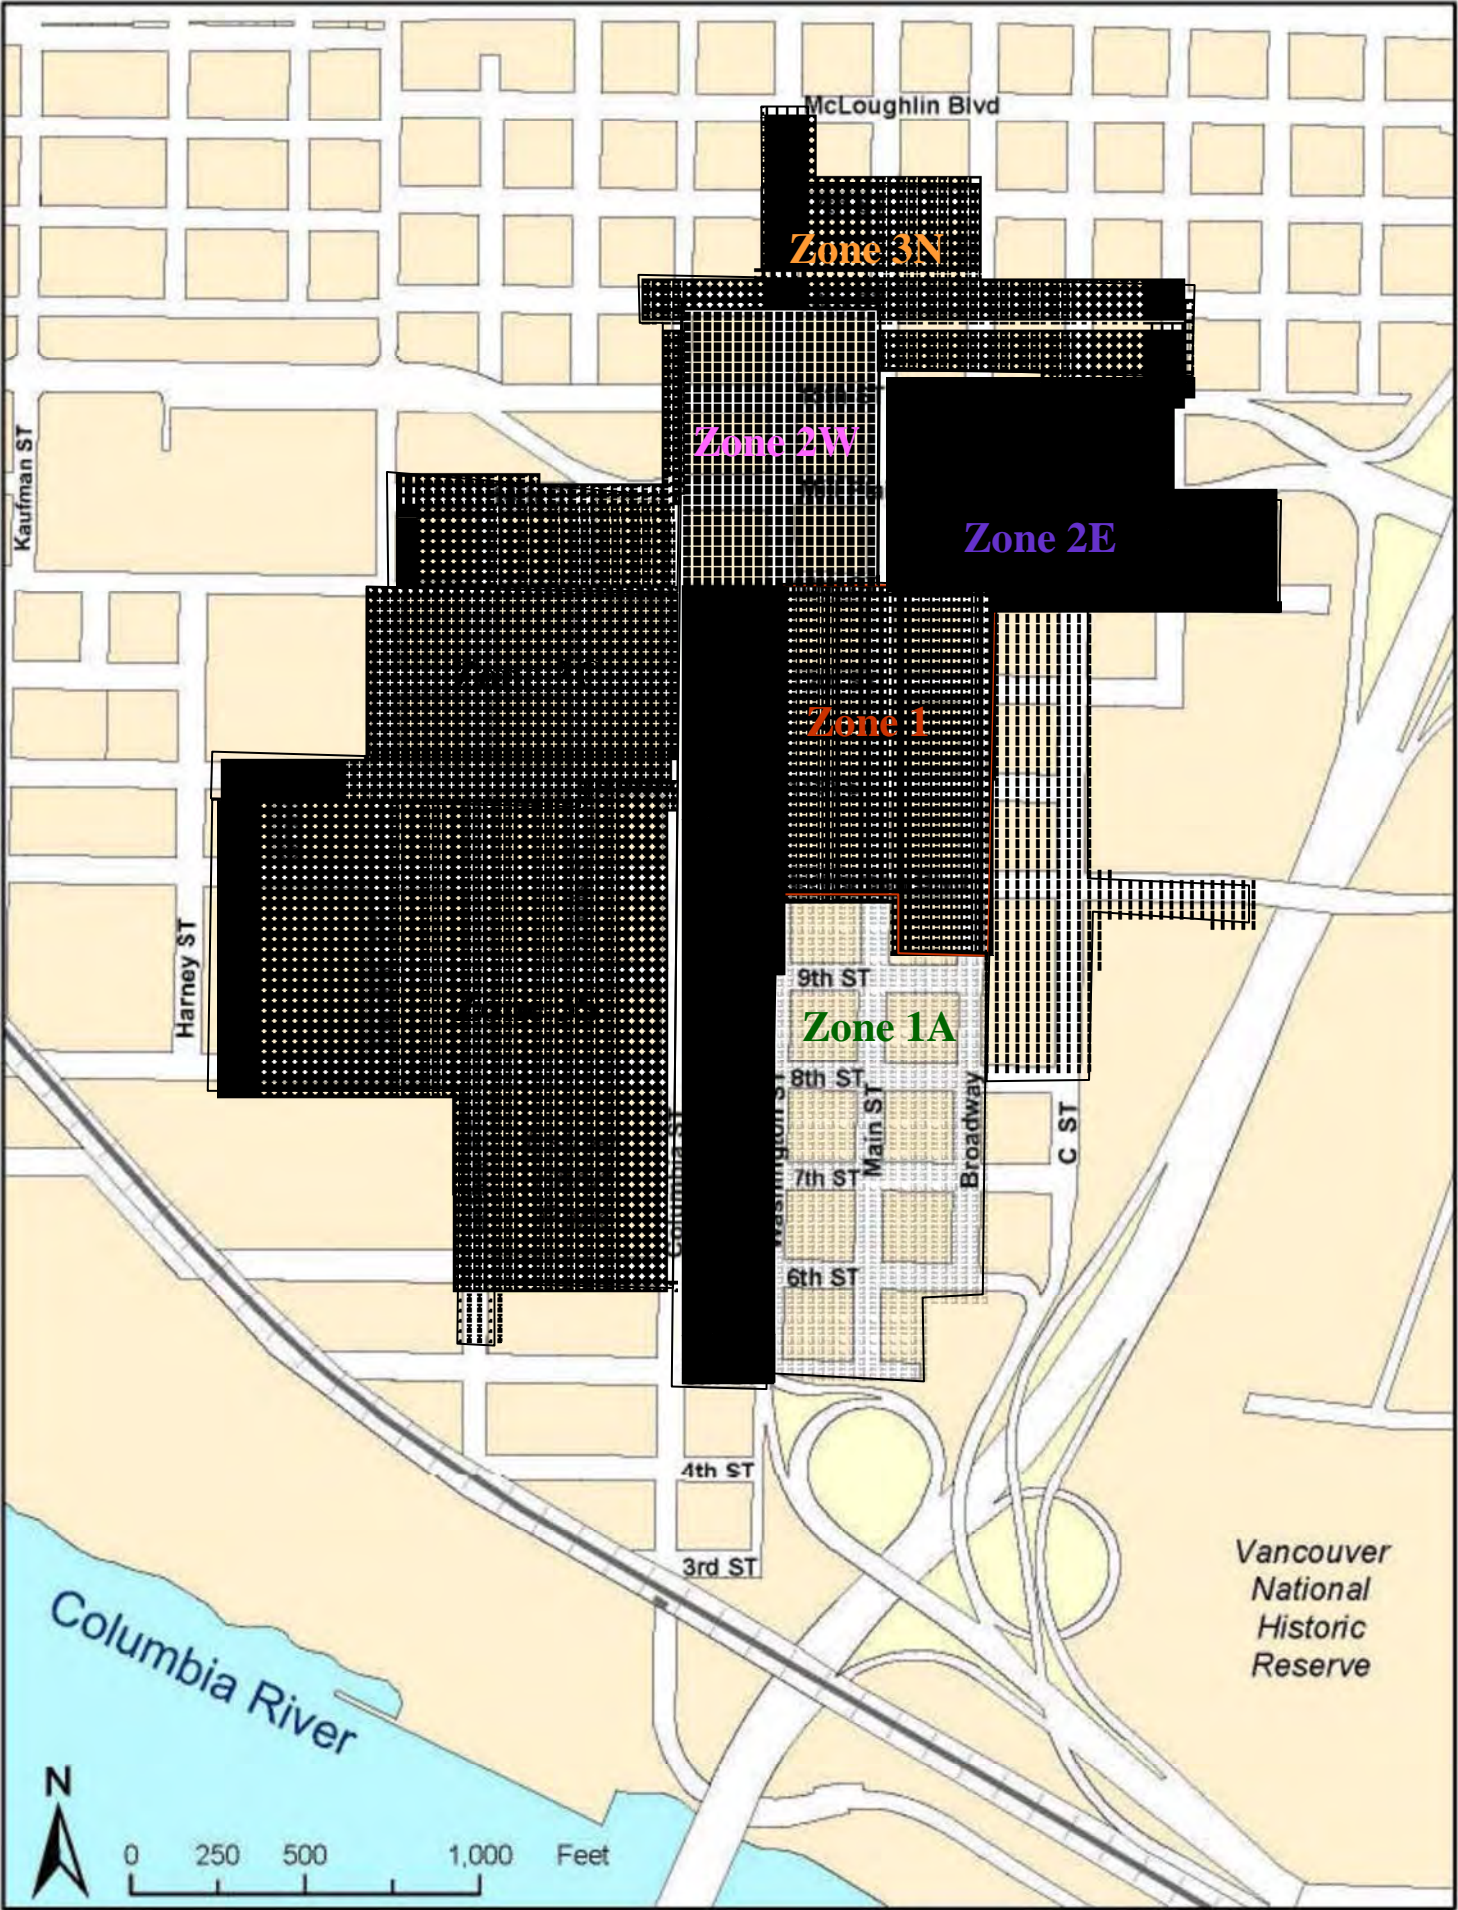 McLoughlin Blvd
Zone 3N
Zone 2W
Kaufman ST
Zone 2E
Zone 1
Harney ST
9th ST
Zone 1A
8th ST
Main ST
Broadway
C ST
7th ST
6th ST
4th ST
3rd ST
Vancouver
National
Historic
Reserve
Columbia River
N
0 250 500 1,000 Feet